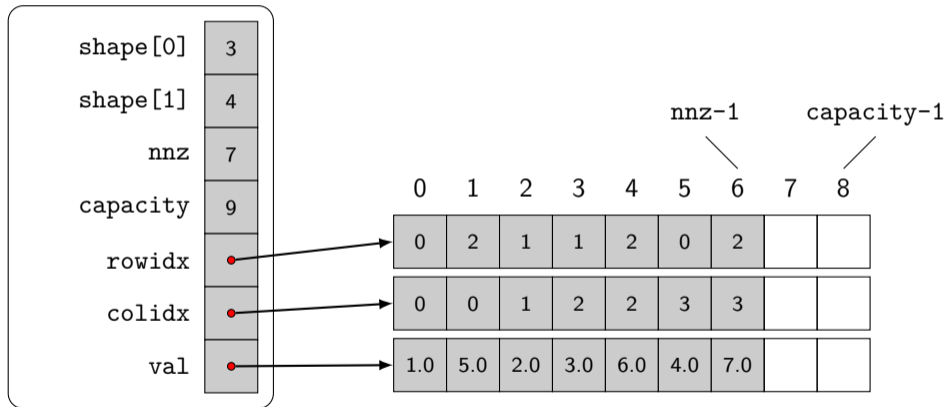 shape[0] 3
shape[1] 4
nnz 7
capacity 9
rowidx
colidx
val
nnz-1 capacity-1
0 1 2 3 4 5 6 7 8
0 2 1 1 2 0 2
0 0 1 2 2 3 3
1.0 5.0 2.0 3.0 6.0 4.0 7.0